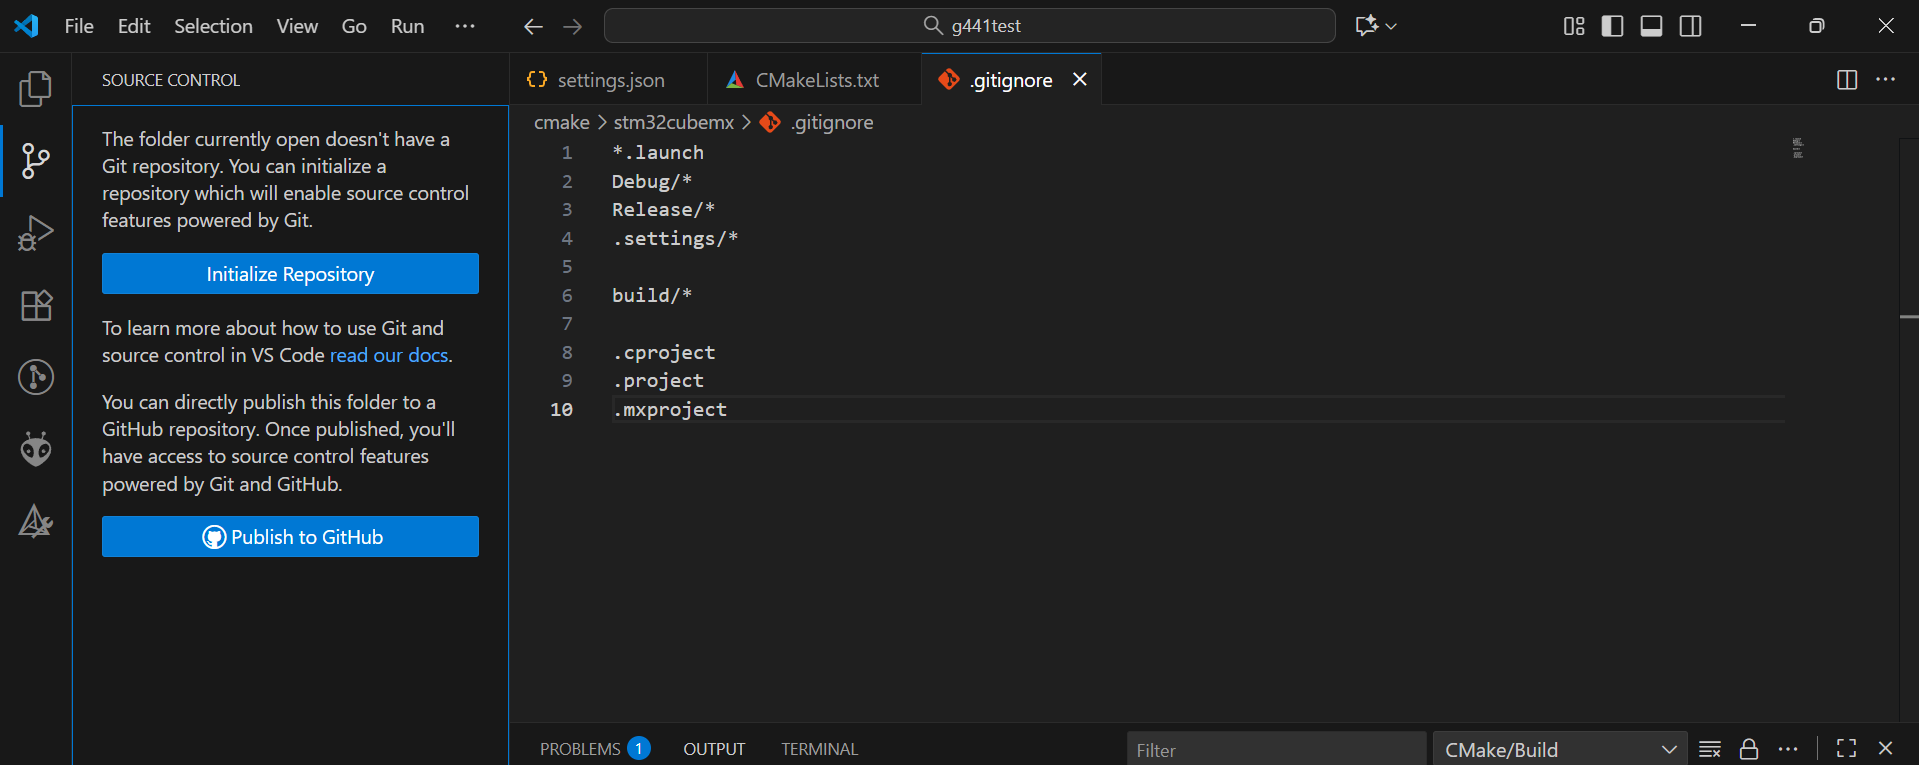 File Edit Selection View Go Run ··· g441test
SOURCE CONTROL
The folder currently open doesn't have a
Git repository. You can initialize a
repository which will enable source control
features powered by Git.
Initialize Repository
To learn more about how to use Git and
source control in VS Code read our docs.
You can directly publish this folder to a
GitHub repository. Once published, you'll
have access to source control features
powered by Git and GitHub.
Publish to GitHub
settings.json CMakeLists.txt .gitignore
cmake > stm32cubemx > .gitignore
1 *.launch
2 Debug/*
3 Release/*
4 .settings/*
5
6 build/*
7
8 .cproject
9 .project
10 .mxproject
PROBLEMS 1 OUTPUT TERMINAL Filter CMake/Build